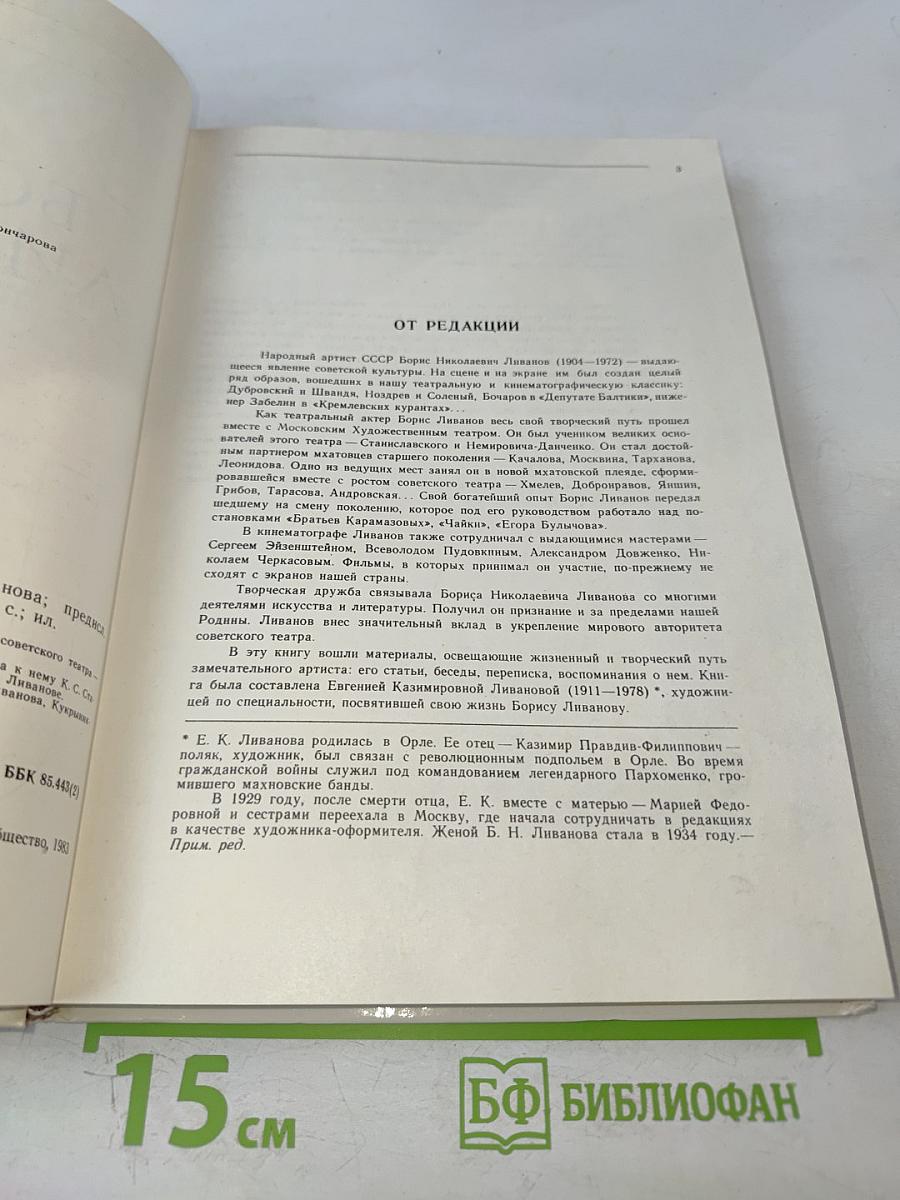 ончарова
нова; предисл.
с.; ил.
советского театра—
а к нему К. С. Ста-
Ливанове.
ванова, Кукрыник-
ББК 85.443(2)
бщество, 1983
3
ОТ РЕДАКЦИИ
Народный артист СССР Борис Николаевич Ливанов (1904—1972) — выдаю-
щееся явление советской культуры. На сцене и на экране им был создан целый
ряд образов, вошедших в нашу театральную и кинематографическую классику:
Дубровский и Швандя, Ноздрев и Соленый, Бочаров в «Депутате Балтики», инже-
нер Забелин в «Кремлевских курантах»...
Как театральный актер Борис Ливанов весь свой творческий путь прошел
вместе с Московским Художественным театром. Он был учеником великих осно-
вателей этого театра — Станиславского и Немировича-Данченко. Он стал достой-
ным партнером мхатовцев старшего поколения — Качалова, Москвина, Тарханова,
Леонидова. Одно из ведущих мест занял он в новой мхатовской плеяде, сформи-
ровавшейся вместе с ростом советского театра — Хмелев, Добронравов, Яншин,
Грибов, Тарасова, Андровская... Свой богатейший опыт Борис Ливанов передал
шедшему на смену поколению, которое под его руководством работало над по-
становками «Братьев Карамазовых», «Чайки», «Егора Булычова».
В кинематографе Ливанов также сотрудничал с выдающимися мастерами —
Сергеем Эйзенштейном, Всеволодом Пудовкиным, Александром Довженко, Ни-
колаем Черкасовым. Фильмы, в которых принимал он участие, по-прежнему не
сходят с экранов нашей страны.
Творческая дружба связывала Бориса Николаевича Ливанова со многими
деятелями искусства и литературы. Получил он признание и за пределами нашей
Родины. Ливанов внес значительный вклад в укрепление мирового авторитета
советского театра.
В эту книгу вошли материалы, освещающие жизненный и творческий путь
замечательного артиста: его статьи, беседы, переписка, воспоминания о нем. Кни-
га была составлена Евгенией Казимировной Ливановой (1911—1978) *, художни-
цей по специальности, посвятившей свою жизнь Борису Ливанову.
* Е. К. Ливанова родилась в Орле. Ее отец — Казимир Правдив-Филиппович —
поляк, художник, был связан с революционным подпольем в Орле. Во время
гражданской войны служил под командованием легендарного Пархоменко, гро-
мившего махновские банды.
В 1929 году, после смерти отца, Е. К. вместе с матерью — Марией Федо-
ровной и сестрами переехала в Москву, где начала сотрудничать в редакциях
в качестве художника-оформителя. Женой Б. Н. Ливанова стала в 1934 году.—
Прим. ред.
15 см
БФ БИБЛИОФАН